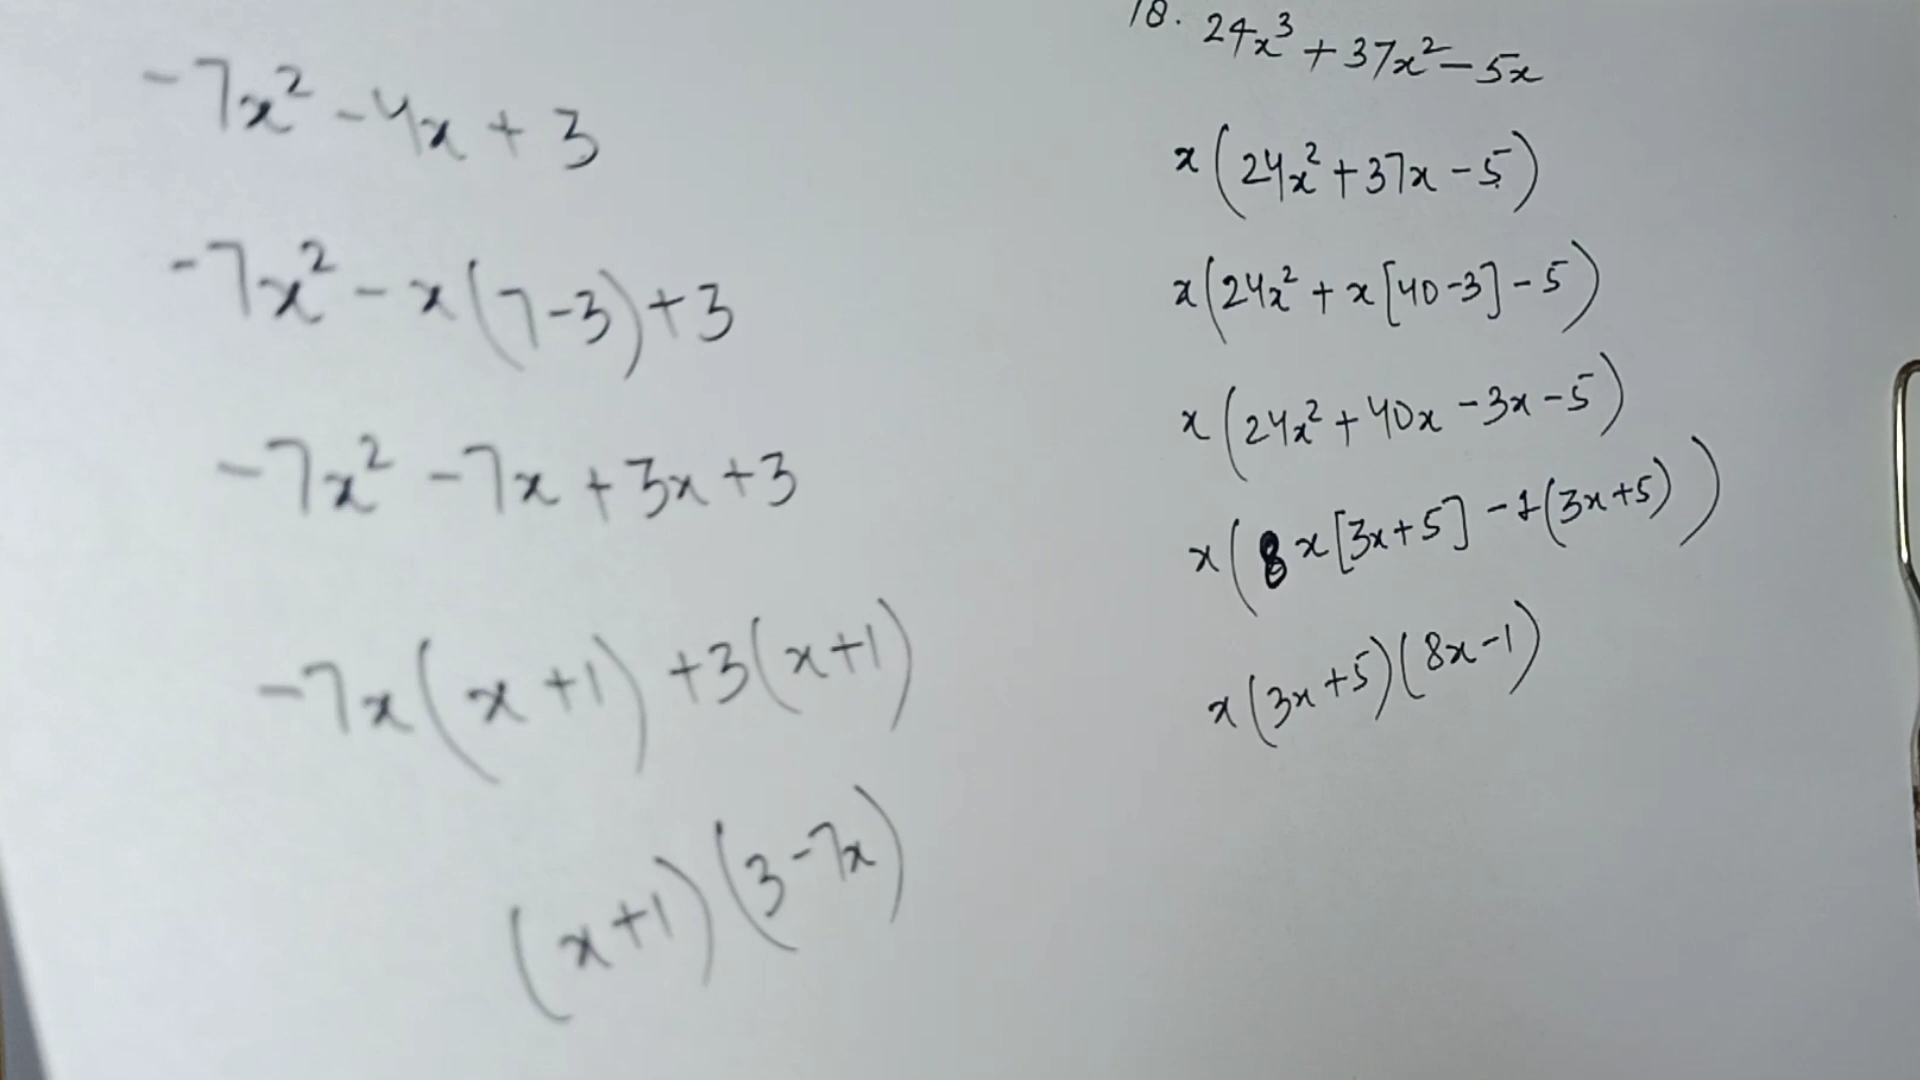 -7x² - 4x + 3
-7x² - x(7-3)+3
-7x² - 7x + 3x + 3
-7x(x+1) + 3(x+1)
(x+1)(3-7x)
18. 24x³ + 37x² - 5x
x(24x² + 37x - 5)
x(24x² + x[40-3] - 5)
x(24x² + 40x - 3x - 5)
x(8x[3x+5] - 1(3x+5))
x(3x+5)(8x-1)